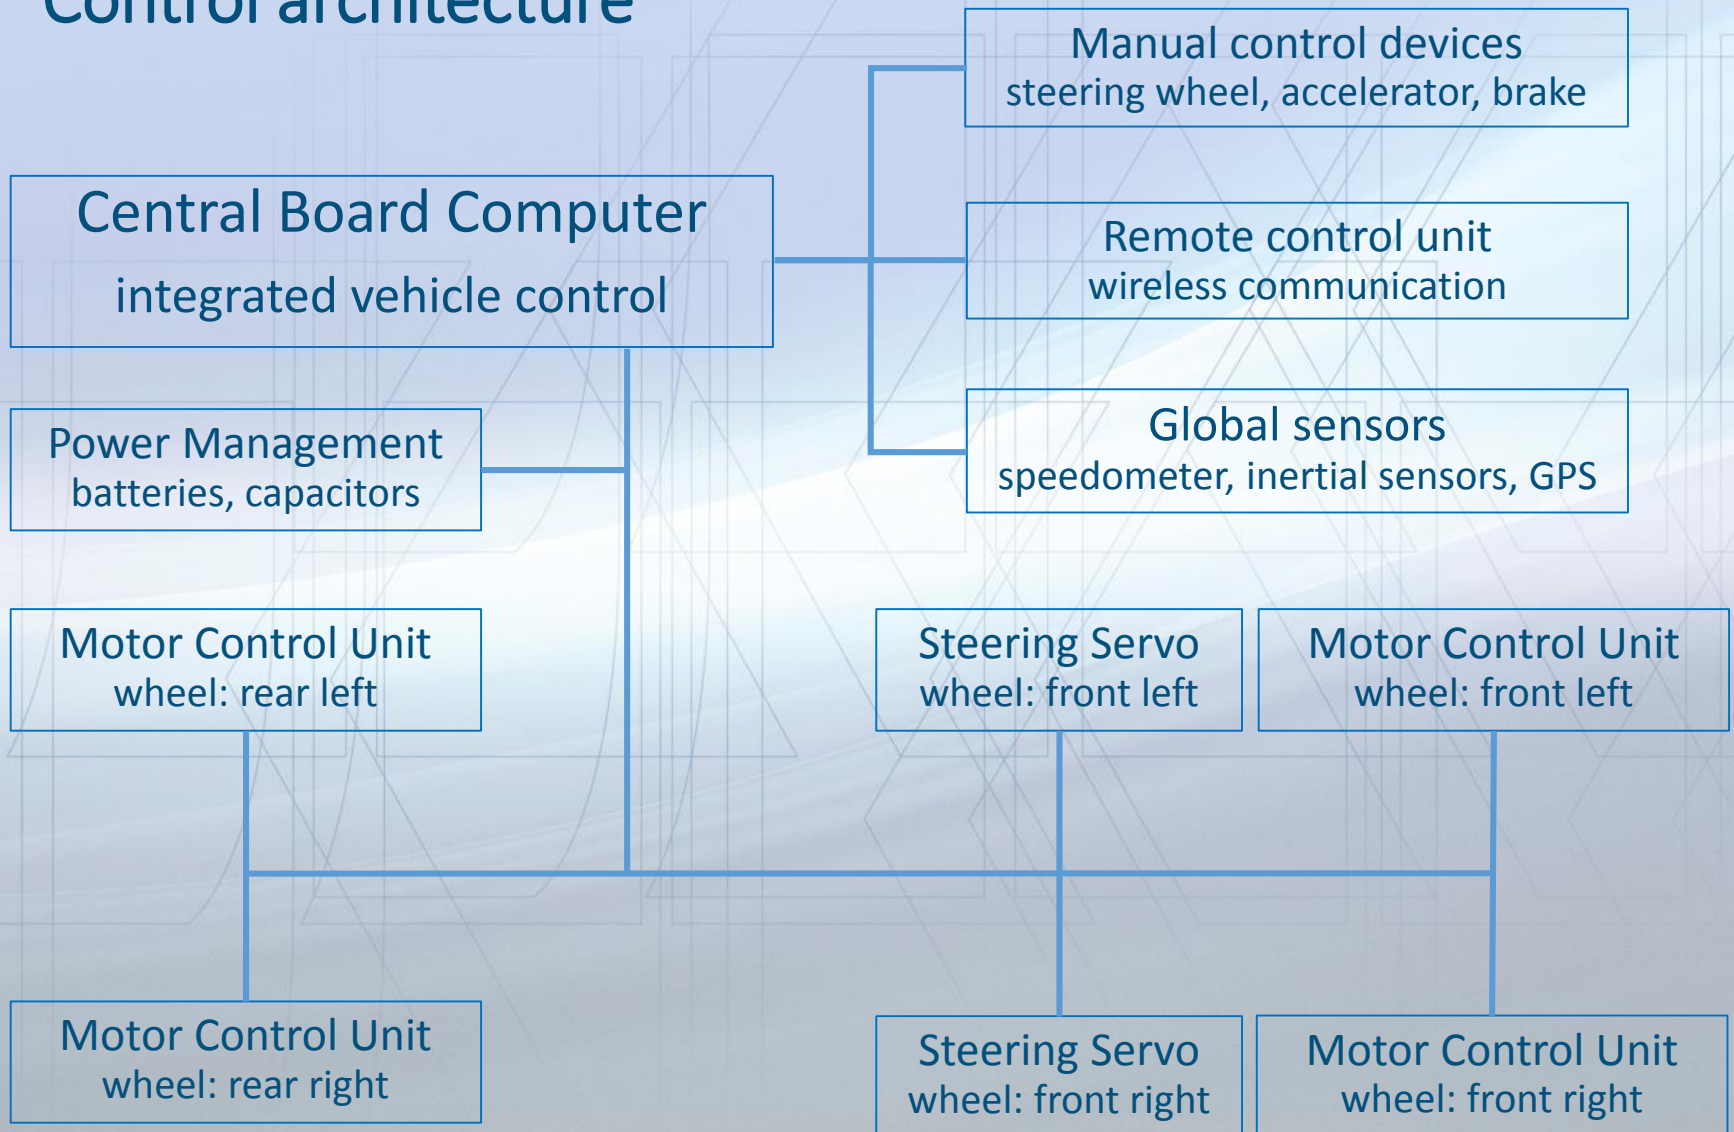 Control architecture
Manual control devices
steering wheel, accelerator, brake
Central Board Computer
integrated vehicle control
Remote control unit
wireless communication
Global sensors
speedometer, inertial sensors, GPS
Power Management
batteries, capacitors
Motor Control Unit
wheel: rear left
Steering Servo
wheel: front left
Motor Control Unit
wheel: front left
Motor Control Unit
wheel: rear right
Steering Servo
wheel: front right
Motor Control Unit
wheel: front right